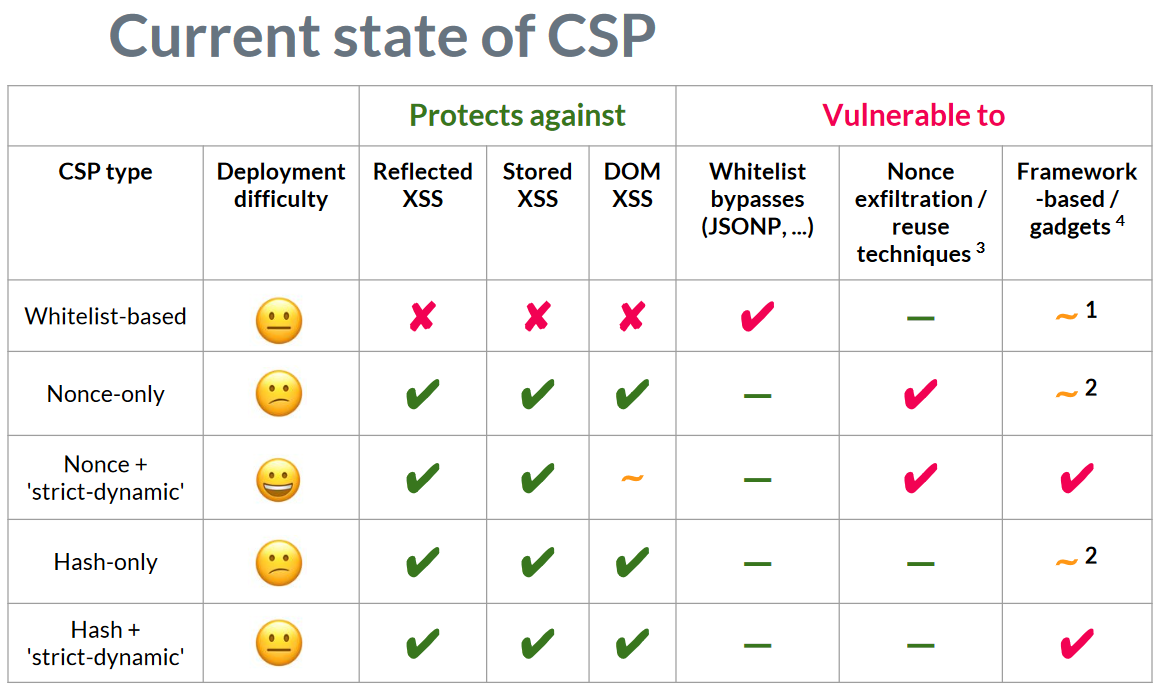 Current state of CSP
Protects against
Vulnerable to
CSP type
Deployment
difficulty
Reflected
XSS
Stored
XSS
DOM
XSS
Whitelist
bypasses
(JSONP, ...)
Nonce
exfiltration /
reuse
techniques 3
Framework
-based /
gadgets 4
Whitelist-based
✘ ✘ ✘ ✔ — ~ 1
Nonce-only
✔ ✔ ✔ — ✔ ~ 2
Nonce +
'strict-dynamic'
✔ ✔ ~ — ✔ ✔
Hash-only
✔ ✔ ✔ — — ~ 2
Hash +
'strict-dynamic'
✔ ✔ ✔ — — ✔